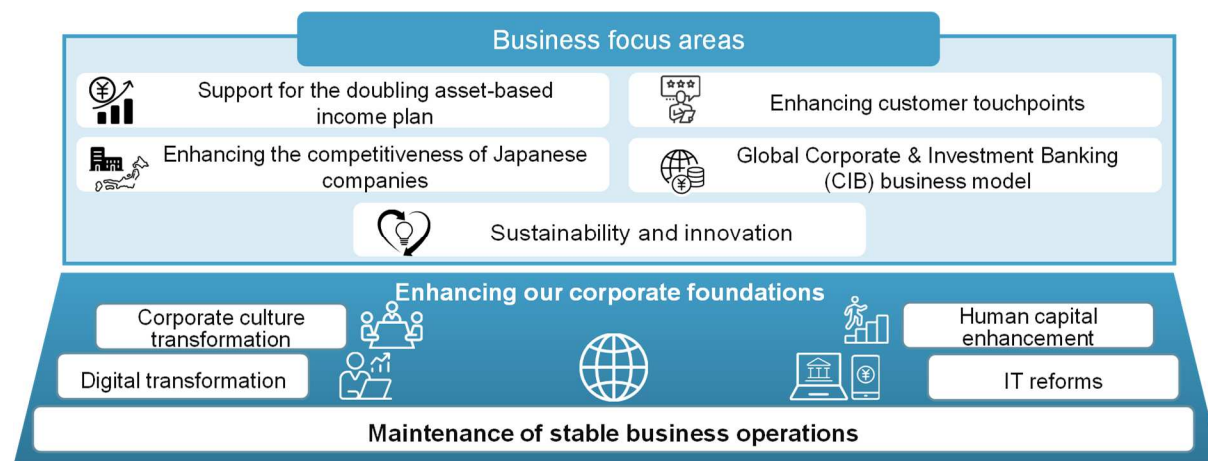 Business focus areas
Support for the doubling asset-based
income plan
Enhancing customer touchpoints
Enhancing the competitiveness of Japanese
companies
Global Corporate & Investment Banking
(CIB) business model
Sustainability and innovation
Enhancing our corporate foundations
Corporate culture
transformation
Human capital
enhancement
Digital transformation
IT reforms
Maintenance of stable business operations